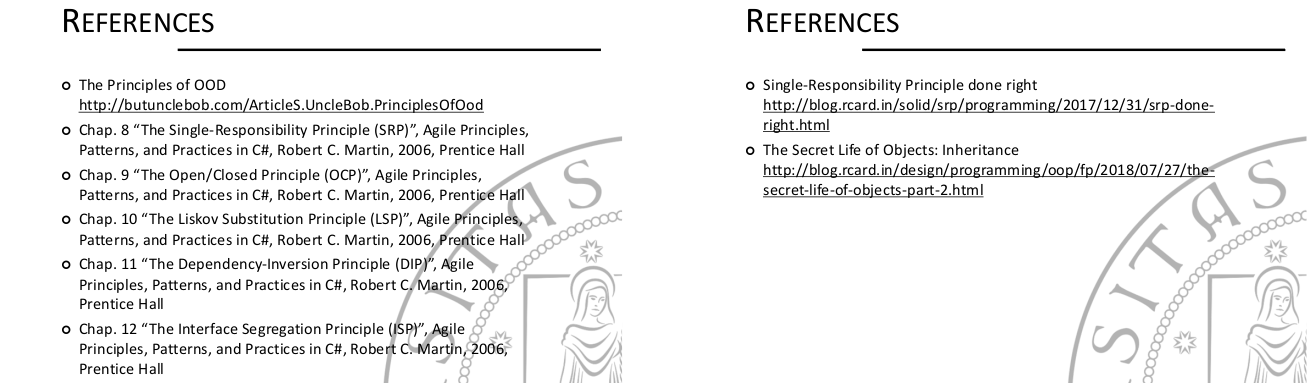 REFERENCES
The Principles of OOD
http://butunclebob.com/ArticleS.UncleBob.PrinciplesOfOod
Chap. 8 “The Single-Responsibility Principle (SRP)”, Agile Principles,
Patterns, and Practices in C#, Robert C. Martin, 2006, Prentice Hall
Chap. 9 “The Open/Closed Principle (OCP)”, Agile Principles,
Patterns, and Practices in C#, Robert C. Martin, 2006, Prentice Hall
Chap. 10 “The Liskov Substitution Principle (LSP)”, Agile Principles,
Patterns, and Practices in C#, Robert C. Martin, 2006, Prentice Hall
Chap. 11 “The Dependency-Inversion Principle (DIP)”, Agile
Principles, Patterns, and Practices in C#, Robert C. Martin, 2006,
Prentice Hall
Chap. 12 “The Interface Segregation Principle (ISP)”, Agile
Principles, Patterns, and Practices in C#, Robert C. Martin, 2006,
Prentice Hall
SITAS
REFERENCES
Single-Responsibility Principle done right
http://blog.rcard.in/solid/srp/programming/2017/12/31/srp-done-
right.html
The Secret Life of Objects: Inheritance
http://blog.rcard.in/design/programming/oop/fp/2018/07/27/the-
secret-life-of-objects-part-2.html
SITAS